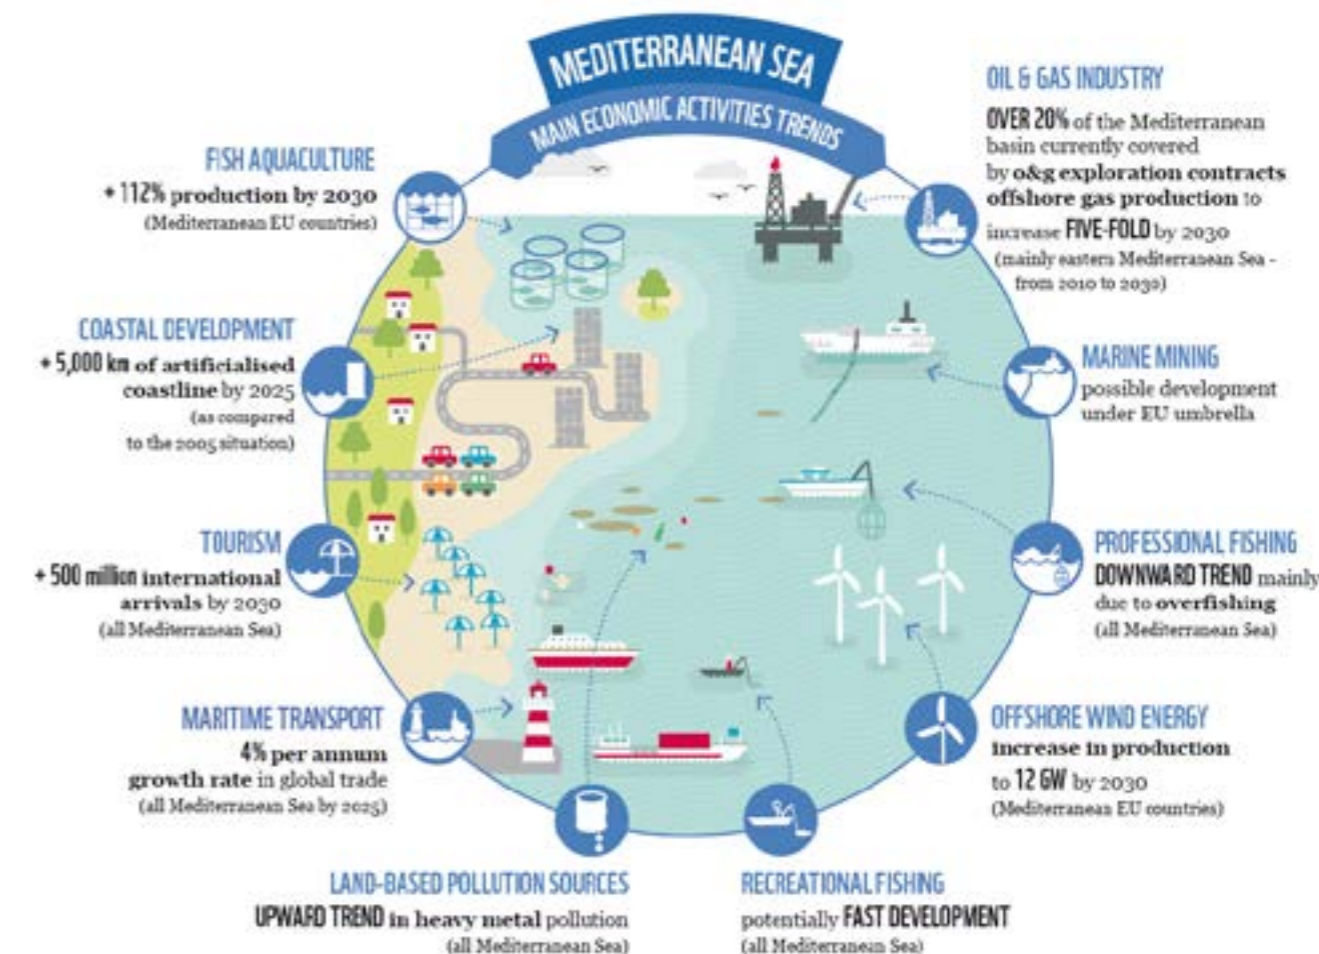 MEDITERRANEAN SEA
MAIN ECONOMIC ACTIVITIES TRENDS
FISH AQUACULTURE
+ 112% production by 2030
(Mediterranean EU countries)
COASTAL DEVELOPMENT
+ 5,000 km of artificialised
coastline by 2025
(as compared
to the 2005 situation)
TOURISM
+ 500 million international
arrivals by 2030
(all Mediterranean Sea)
MARITIME TRANSPORT
4% per annum
growth rate in global trade
(all Mediterranean Sea by 2025)
LAND-BASED POLLUTION SOURCES
UPWARD TREND in heavy metal pollution
(all Mediterranean Sea)
RECREATIONAL FISHING
potentially FAST DEVELOPMENT
(all Mediterranean Sea)
OFFSHORE WIND ENERGY
increase in production
to 12 GW by 2030
(Mediterranean EU countries)
PROFESSIONAL FISHING
DOWNWARD TREND mainly
due to overfishing
(all Mediterranean Sea)
MARINE MINING
possible development
under EU umbrella
OIL & GAS INDUSTRY
OVER 20% of the Mediterranean
basin currently covered
by o&g exploration contracts
offshore gas production to
increase FIVE-FOLD by 2030
(mainly eastern Mediterranean Sea -
from 2010 to 2030)